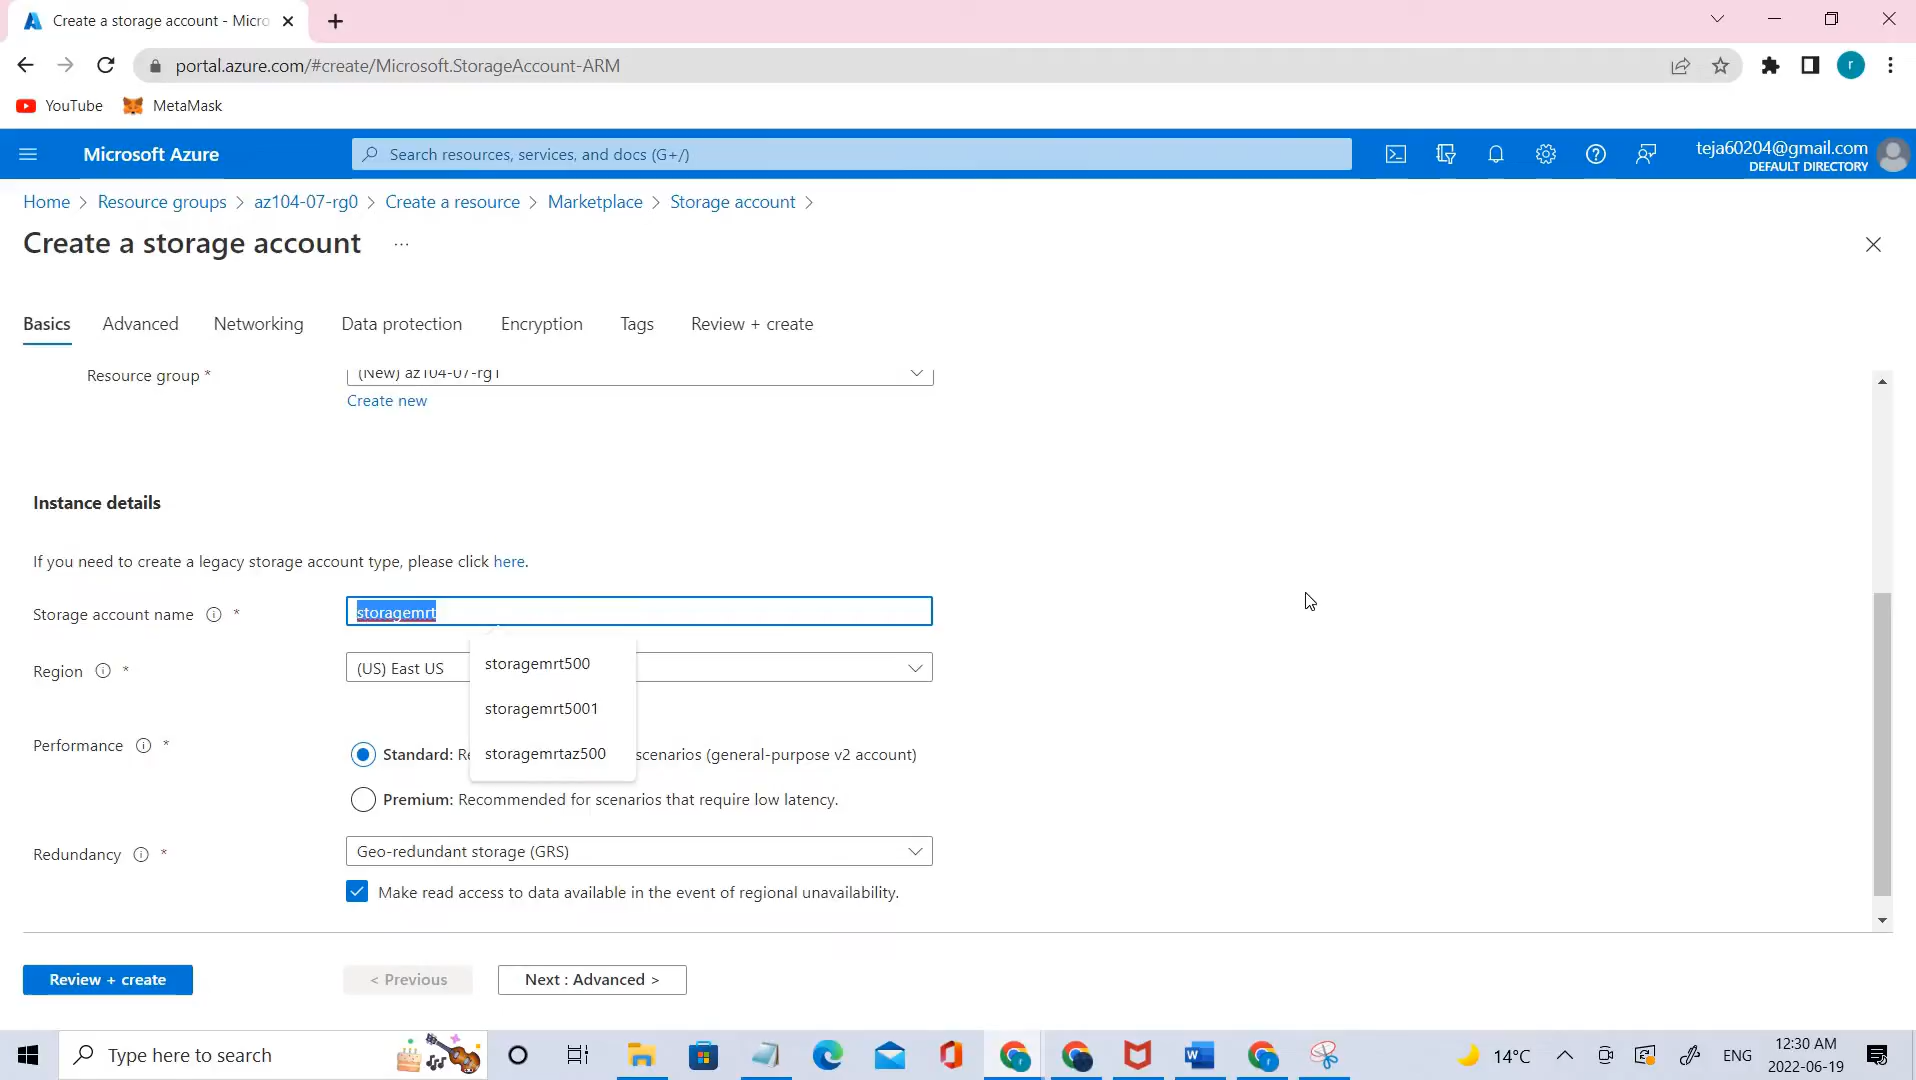 Create a storage account - Micro
portal.azure.com/#create/Microsoft.StorageAccount-ARM
r
YouTube
MetaMask
Microsoft Azure
Search resources, services, and docs (G+/)
teja60204@gmail.com
DEFAULT DIRECTORY
Home > Resource groups > az104-07-rg0 > Create a resource > Marketplace > Storage account >
Create a storage account ...
Basics Advanced Networking Data protection Encryption Tags Review + create
Resource group * (New) az104-07-rg1
Create new
Instance details
If you need to create a legacy storage account type, please click here.
Storage account name * storagemrt
storagemrt500
Region * (US) East US
storagemrt5001
Performance *
storagemrtaz500
Standard: Re scenarios (general-purpose v2 account)
Premium: Recommended for scenarios that require low latency.
Redundancy * Geo-redundant storage (GRS)
Make read access to data available in the event of regional unavailability.
Review + create < Previous Next : Advanced >
Type here to search
14°C
ENG
12:30 AM
2022-06-19